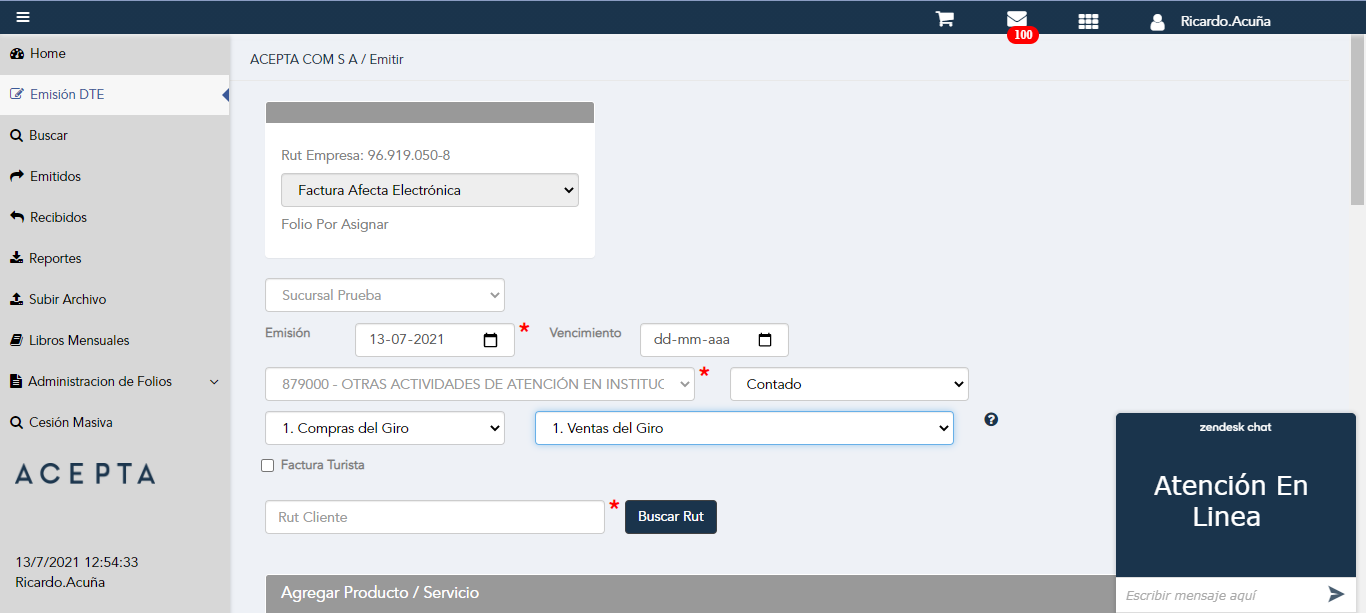 100
Ricardo.Acuña
Home
Emisión DTE
Buscar
Emitidos
Recibidos
Reportes
Subir Archivo
Libros Mensuales
Administracion de Folios
Cesión Masiva
ACEPTA
13/7/2021 12:54:33
Ricardo.Acuña
ACEPTA COM S A / Emitir
Rut Empresa: 96.919.050-8
Factura Afecta Electrónica
Folio Por Asignar
Sucursal Prueba
Emisión 13-07-2021 * Vencimiento dd-mm-aaa
879000 - OTRAS ACTIVIDADES DE ATENCIÓN EN INSTITUC * Contado
1. Compras del Giro 1. Ventas del Giro ?
Factura Turista
Rut Cliente * Buscar Rut
Agregar Producto / Servicio
zendesk chat
Atención En
Linea
Escribir mensaje aquí